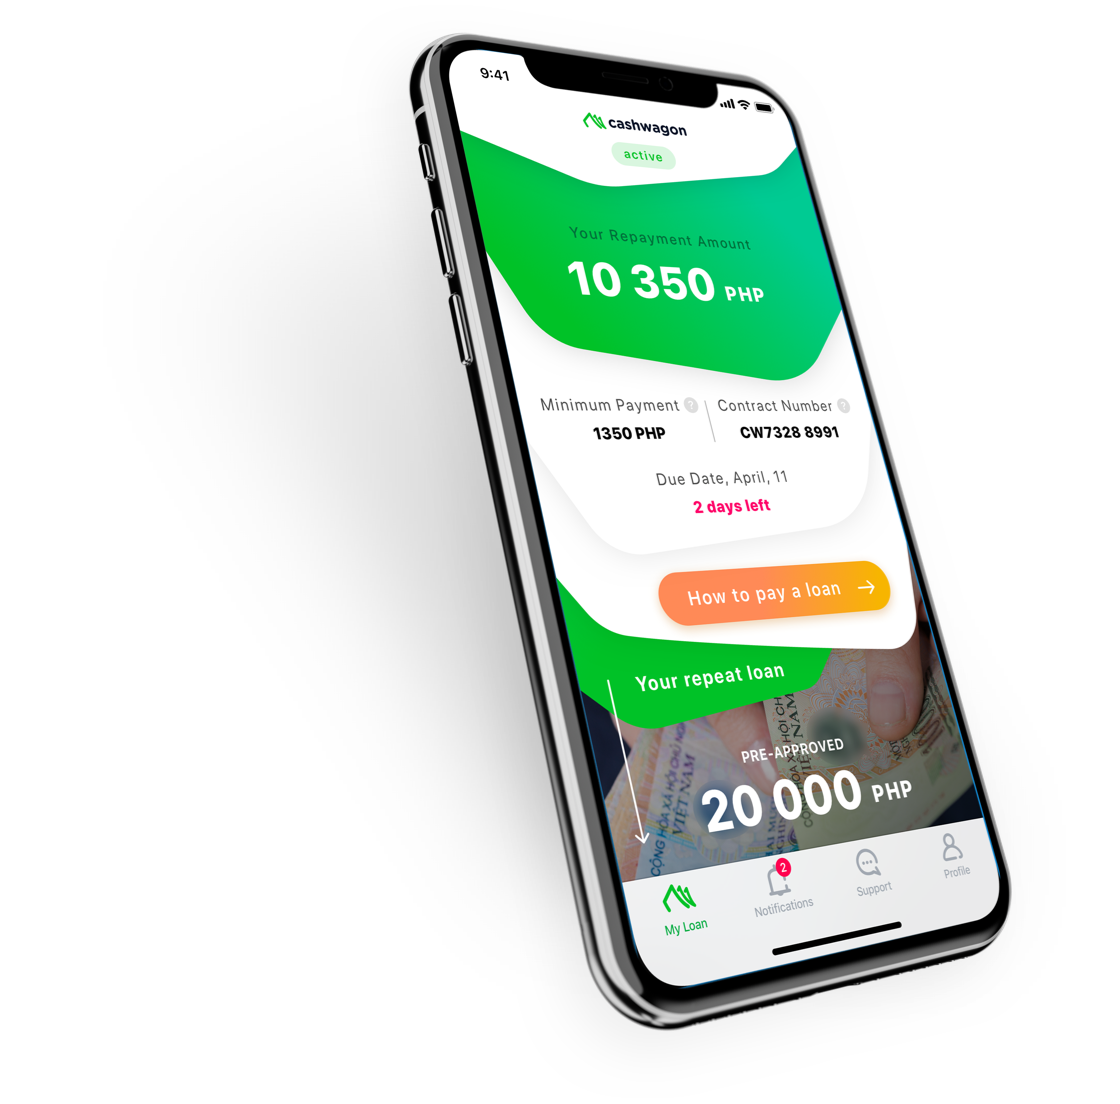 9:41
cashwagon
active
Your Repayment Amount
10 350 PHP
Minimum Payment ?
1350 PHP
Contract Number ?
CW7328 8991
Due Date, April, 11
2 days left
How to pay a loan →
Your repeat loan
PRE-APPROVED
20 000 PHP
CỘNG HÒA XÃ HỘI CHỦ NG
VIỆT NAM
My Loan
2
Notifications
Support
Profile